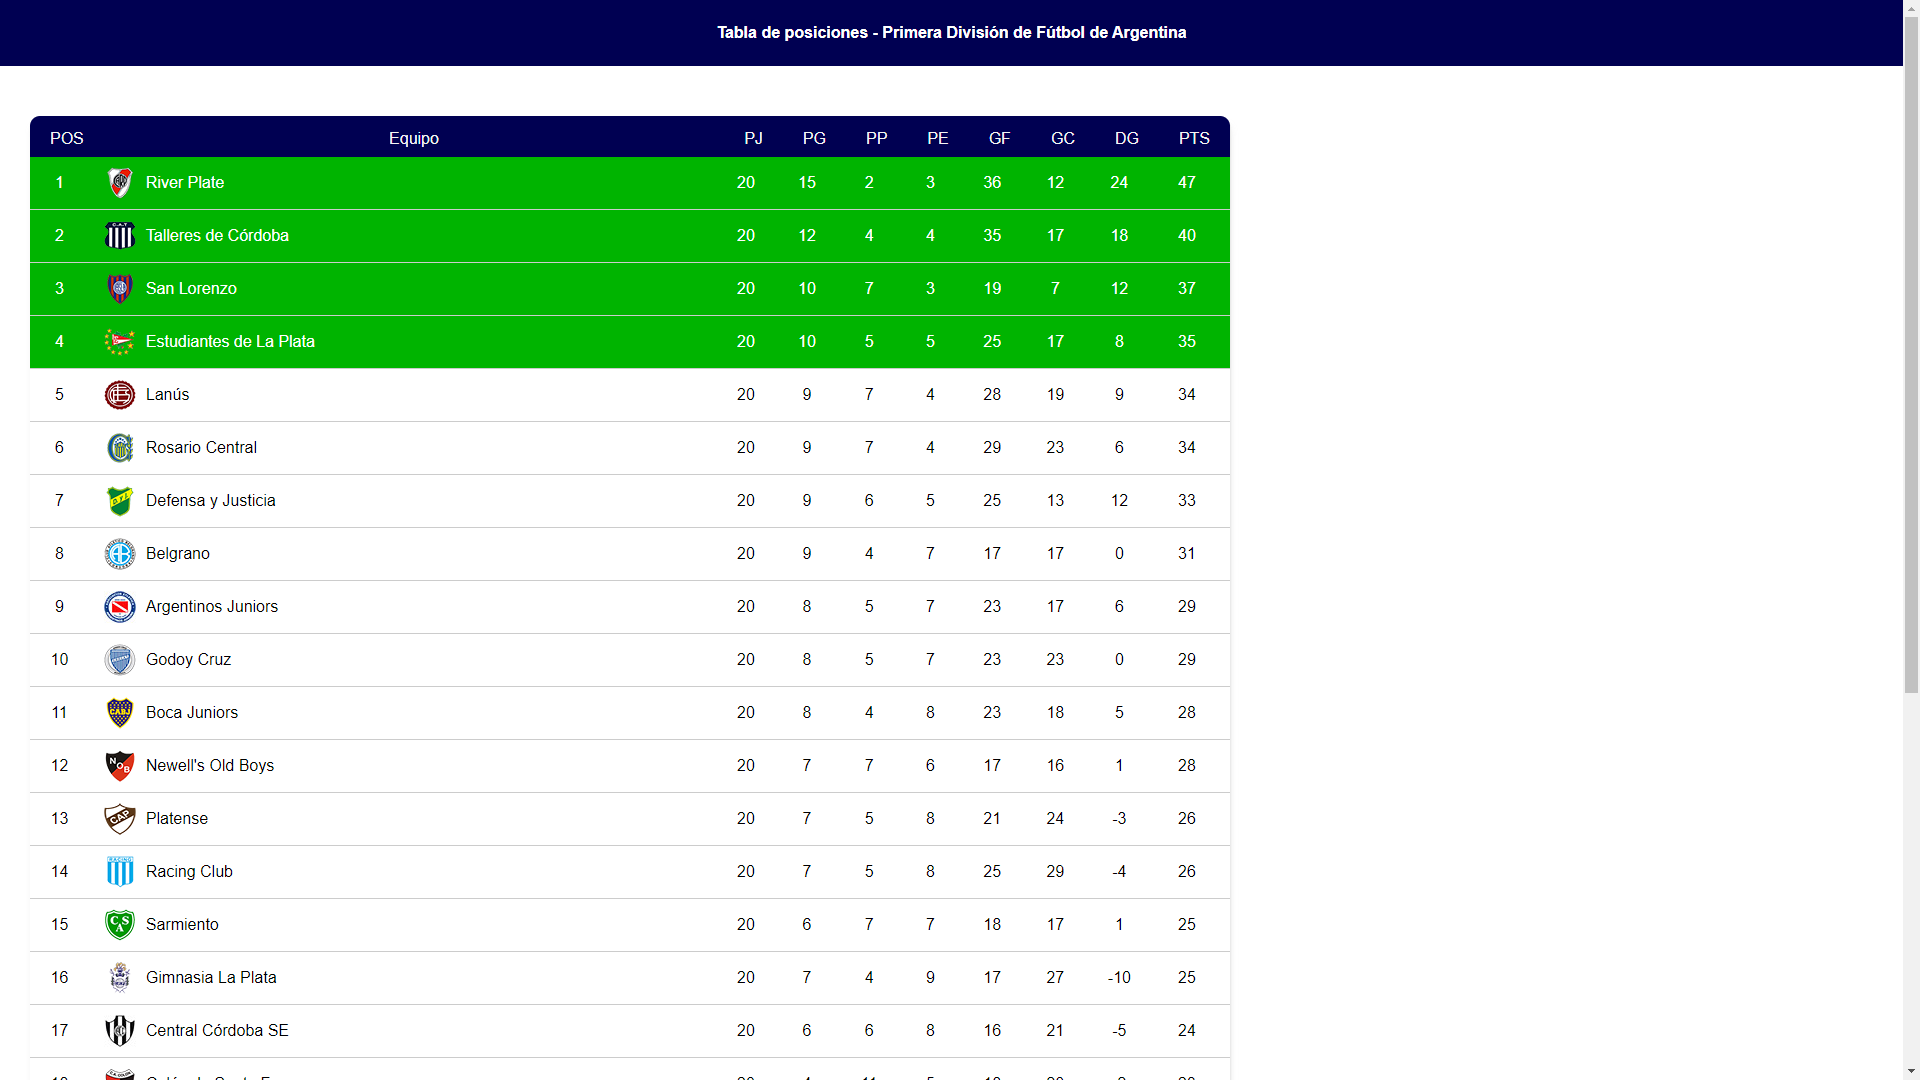 Tabla de posiciones - Primera División de Fútbol de Argentina
POS Equipo PJ PG PP PE GF GC DG PTS
1 River Plate 20 15 2 3 36 12 24 47
2 Talleres de Córdoba 20 12 4 4 35 17 18 40
3 San Lorenzo 20 10 7 3 19 7 12 37
4 Estudiantes de La Plata 20 10 5 5 25 17 8 35
5 Lanús 20 9 7 4 28 19 9 34
6 Rosario Central 20 9 7 4 29 23 6 34
7 Defensa y Justicia 20 9 6 5 25 13 12 33
8 Belgrano 20 9 4 7 17 17 0 31
9 Argentinos Juniors 20 8 5 7 23 17 6 29
10 Godoy Cruz 20 8 5 7 23 23 0 29
11 Boca Juniors 20 8 4 8 23 18 5 28
12 Newell's Old Boys 20 7 7 6 17 16 1 28
13 Platense 20 7 5 8 21 24 -3 26
14 Racing Club 20 7 5 8 25 29 -4 26
15 Sarmiento 20 6 7 7 18 17 1 25
16 Gimnasia La Plata 20 7 4 9 17 27 -10 25
17 Central Córdoba SE 20 6 6 8 16 21 -5 24